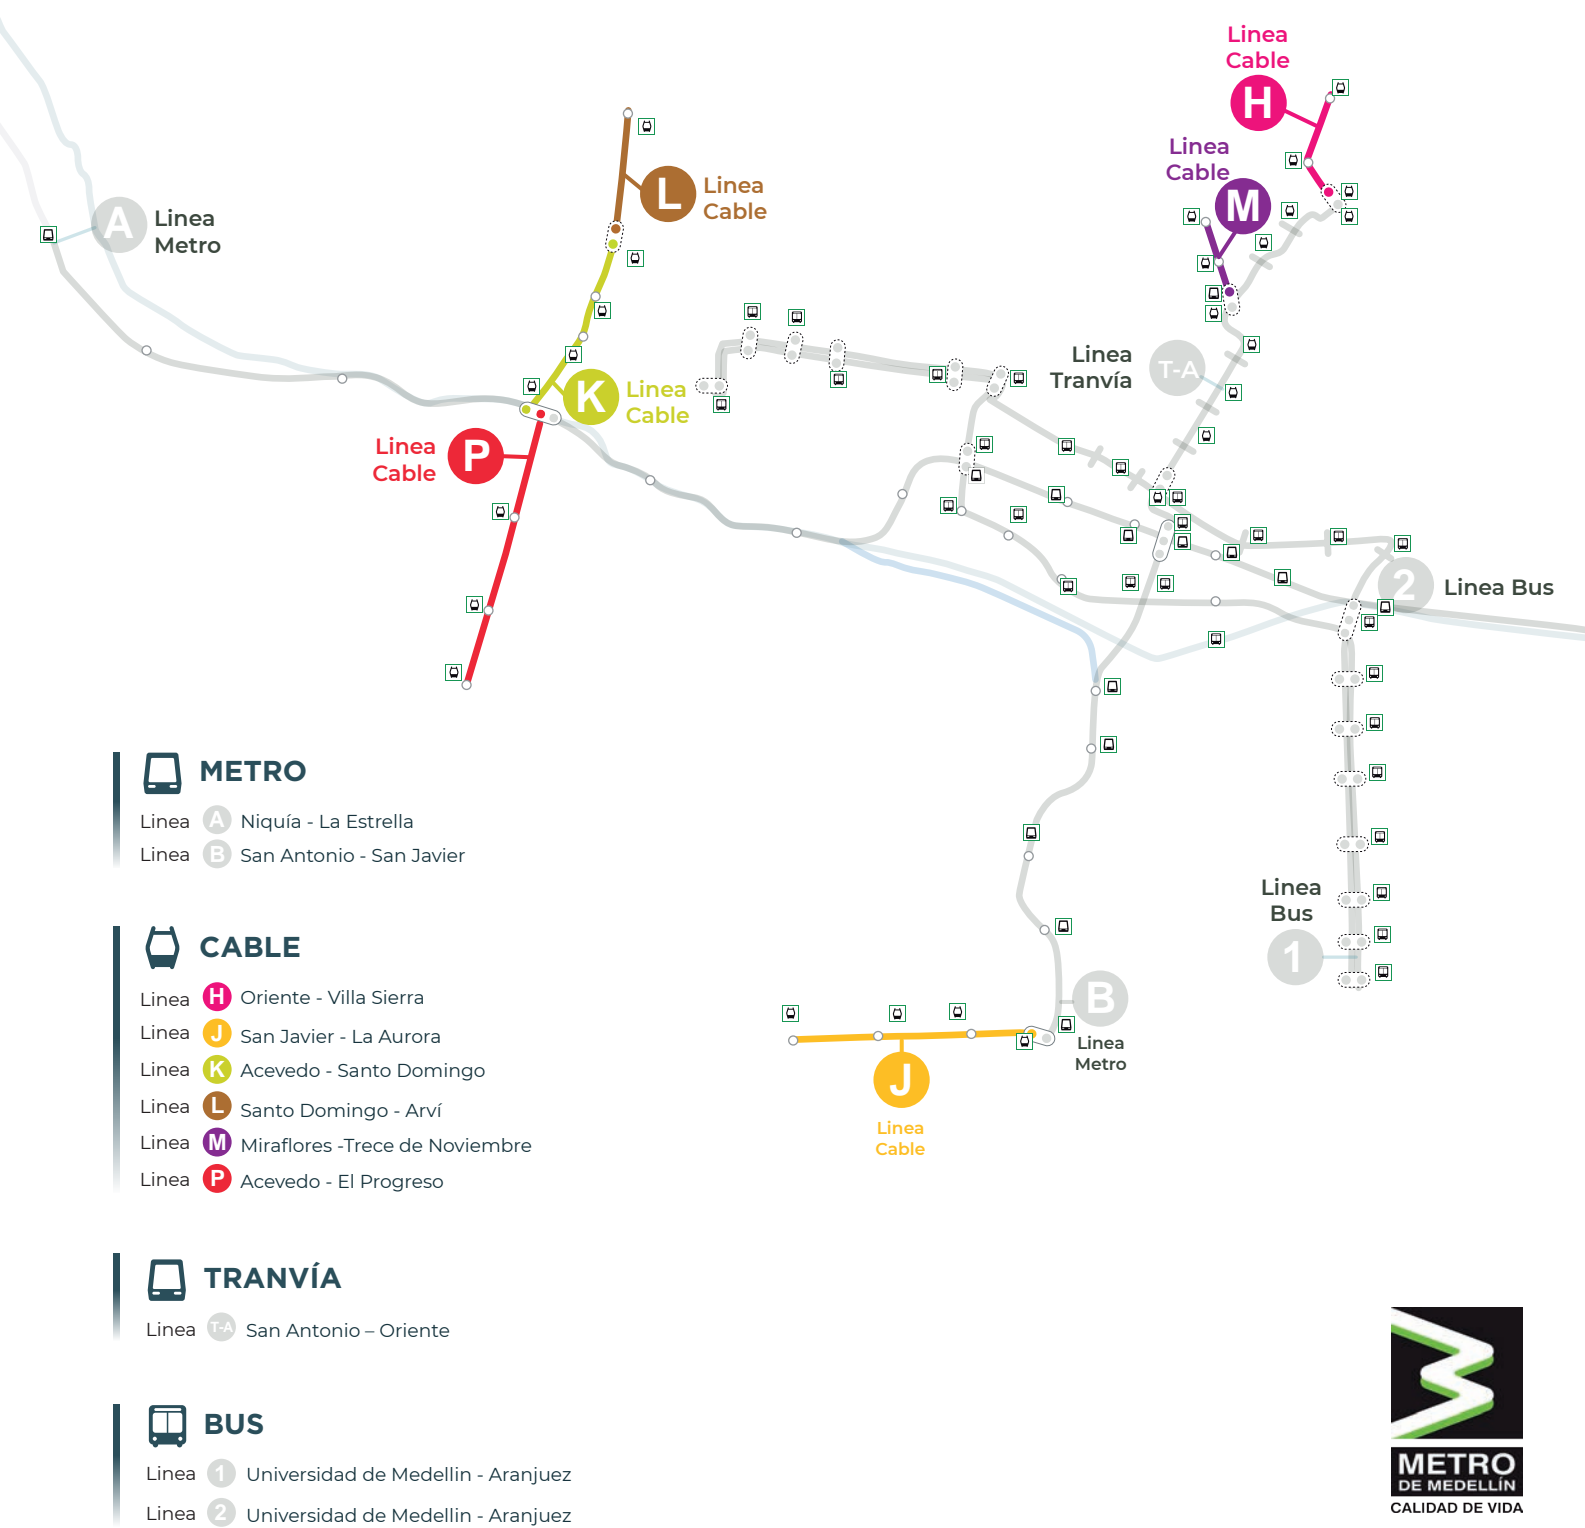 Linea
Cable
H
Linea
Cable
M
L
Linea
Cable
A
Linea
Metro
Linea
Tranvía
T-A
K
Linea
Cable
Linea
Cable
P
2
Linea Bus
Linea
Bus
1
B
Linea
Metro
J
Linea
Cable
METRO
Linea A Niquía - La Estrella
Linea B San Antonio - San Javier
CABLE
Linea H Oriente - Villa Sierra
Linea J San Javier - La Aurora
Linea K Acevedo - Santo Domingo
Linea L Santo Domingo - Arví
Linea M Miraflores -Trece de Noviembre
Linea P Acevedo - El Progreso
TRANVÍA
Linea T-A San Antonio – Oriente
BUS
Linea 1 Universidad de Medellin - Aranjuez
Linea 2 Universidad de Medellin - Aranjuez
METRO
DE MEDELLÍN
CALIDAD DE VIDA